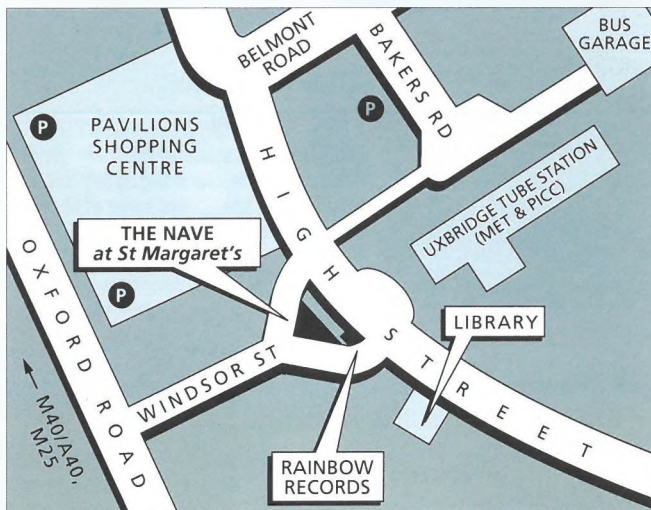 BELMONT
ROAD
BAKERS RD
BUS
GARAGE
P
PAVILIONS
SHOPPING
CENTRE
P
HIGH STREET
UXBRIDGE TUBE STATION
(MET & PICC)
THE NAVE
at St Margaret's
P
OXFORD ROAD
LIBRARY
WINDSOR ST
M40/A40,
M25
RAINBOW
RECORDS